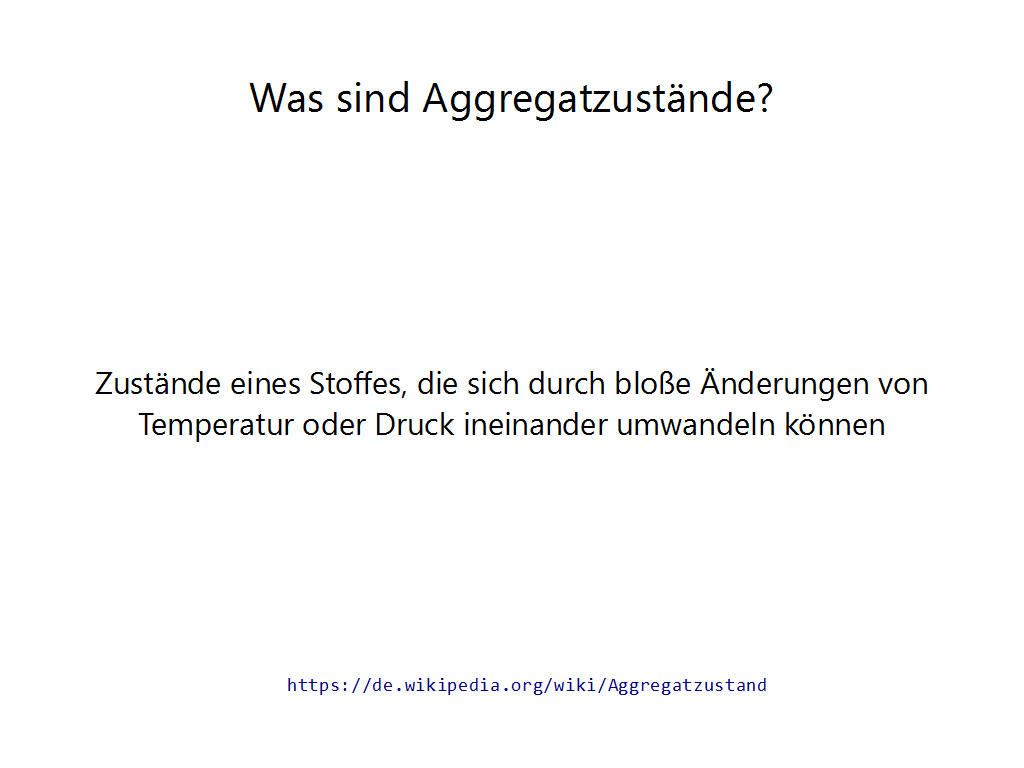 Was sind Aggregatzustände?
Zustände eines Stoffes, die sich durch bloße Änderungen von
Temperatur oder Druck ineinander umwandeln können
https://de.wikipedia.org/wiki/Aggregatzustand